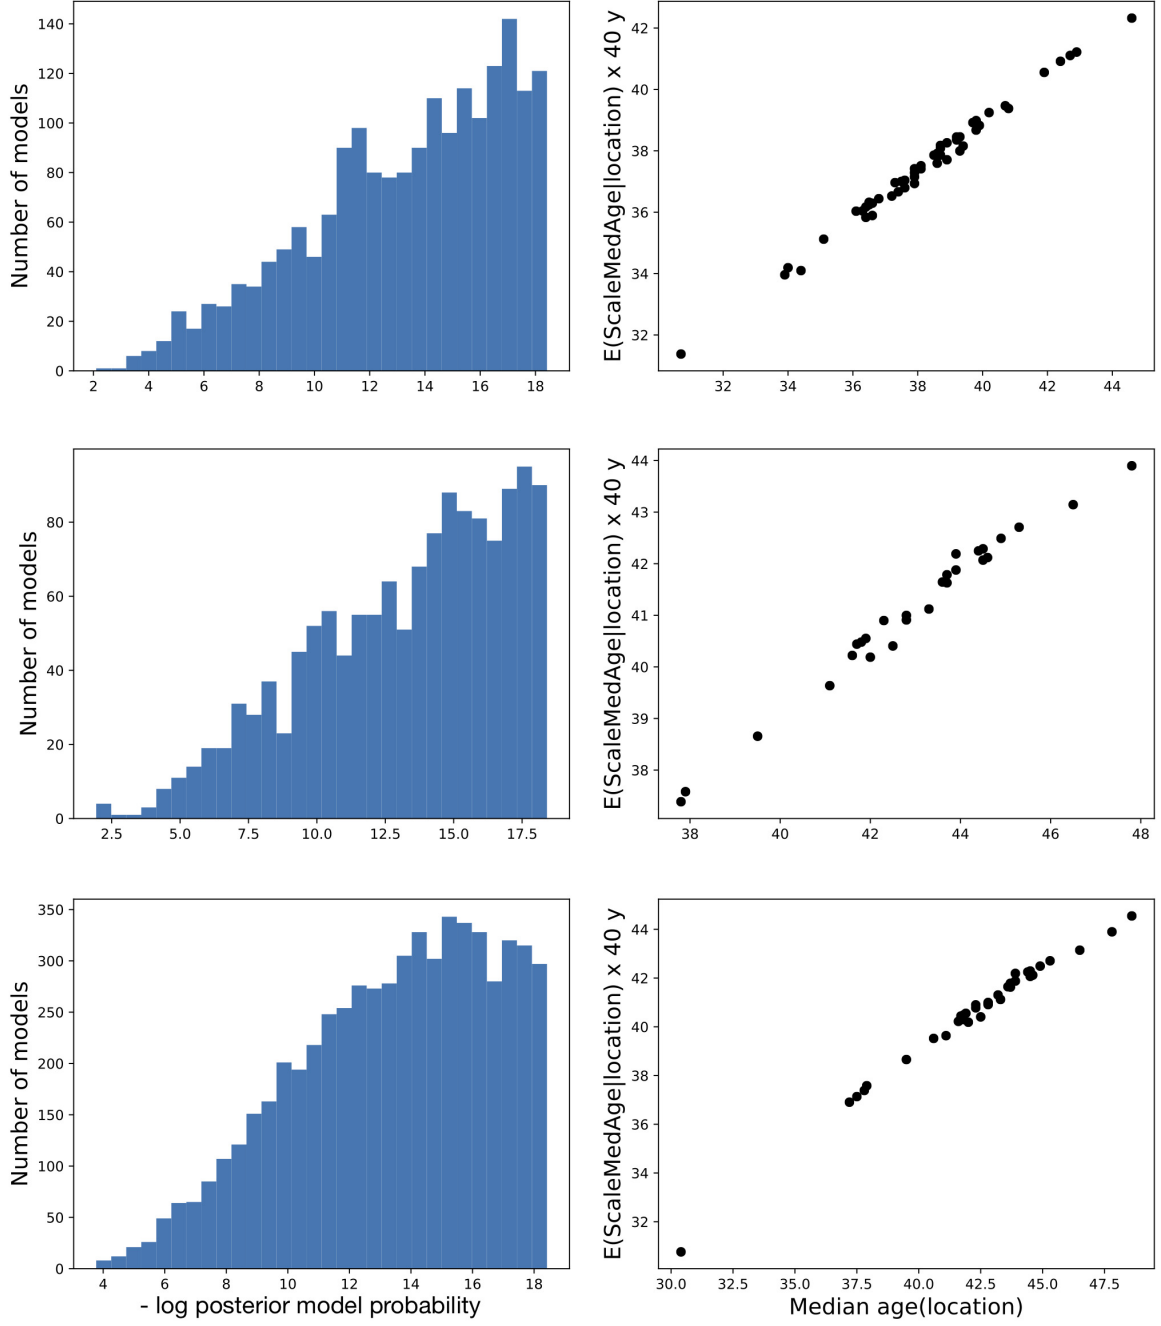 Number of models
140
120
100
80
60
40
20
0
2 4 6 8 10 12 14 16 18
E(ScaleMedAge|location) x 40 y
42
40
38
36
34
32
32 34 36 38 40 42 44
Number of models
80
60
40
20
0
2.5 5.0 7.5 10.0 12.5 15.0 17.5
E(ScaleMedAge|location) x 40 y
44
43
42
41
40
39
38
38 40 42 44 46 48
Number of models
350
300
250
200
150
100
50
0
4 6 8 10 12 14 16 18
- log posterior model probability
E(ScaleMedAge|location) x 40 y
44
42
40
38
36
34
32
30.0 32.5 35.0 37.5 40.0 42.5 45.0 47.5
Median age(location)